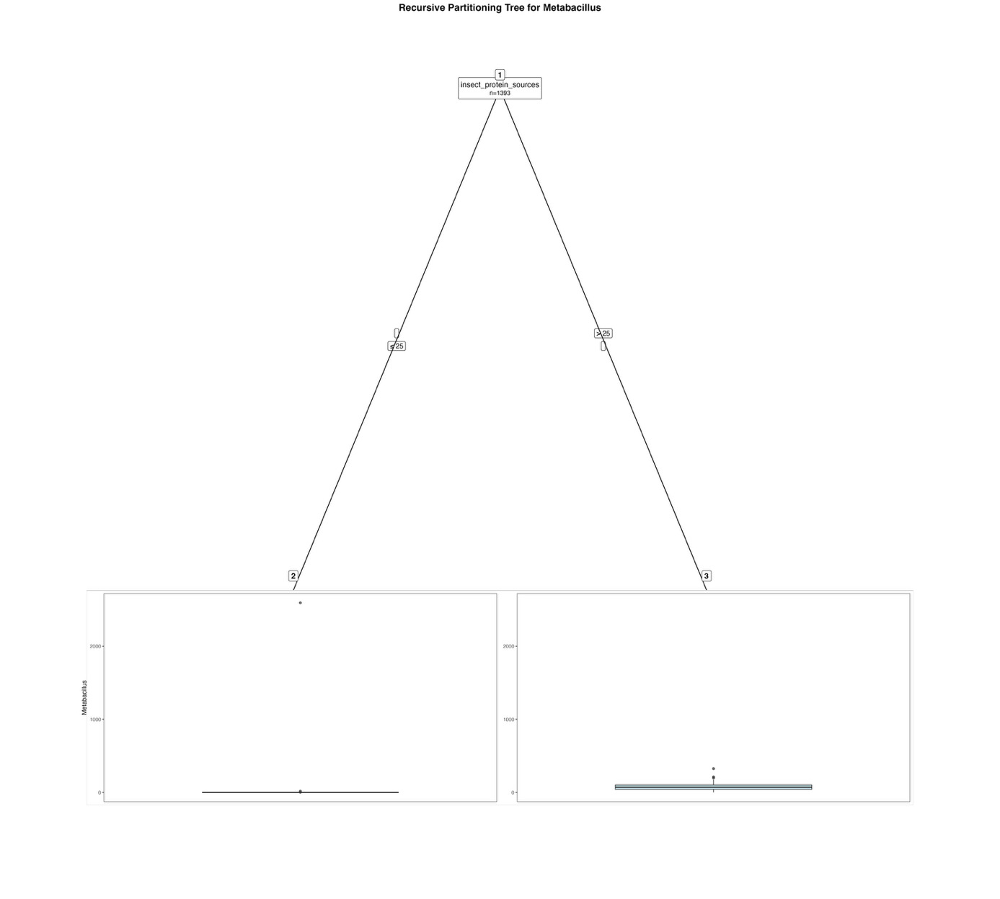 Recursive Partitioning Tree for Metabacillus
1
insect_protein_sources
n=1393
≤ 25
> 25
2
3
Metabacillus
2000
1000
0
2000
1000
0